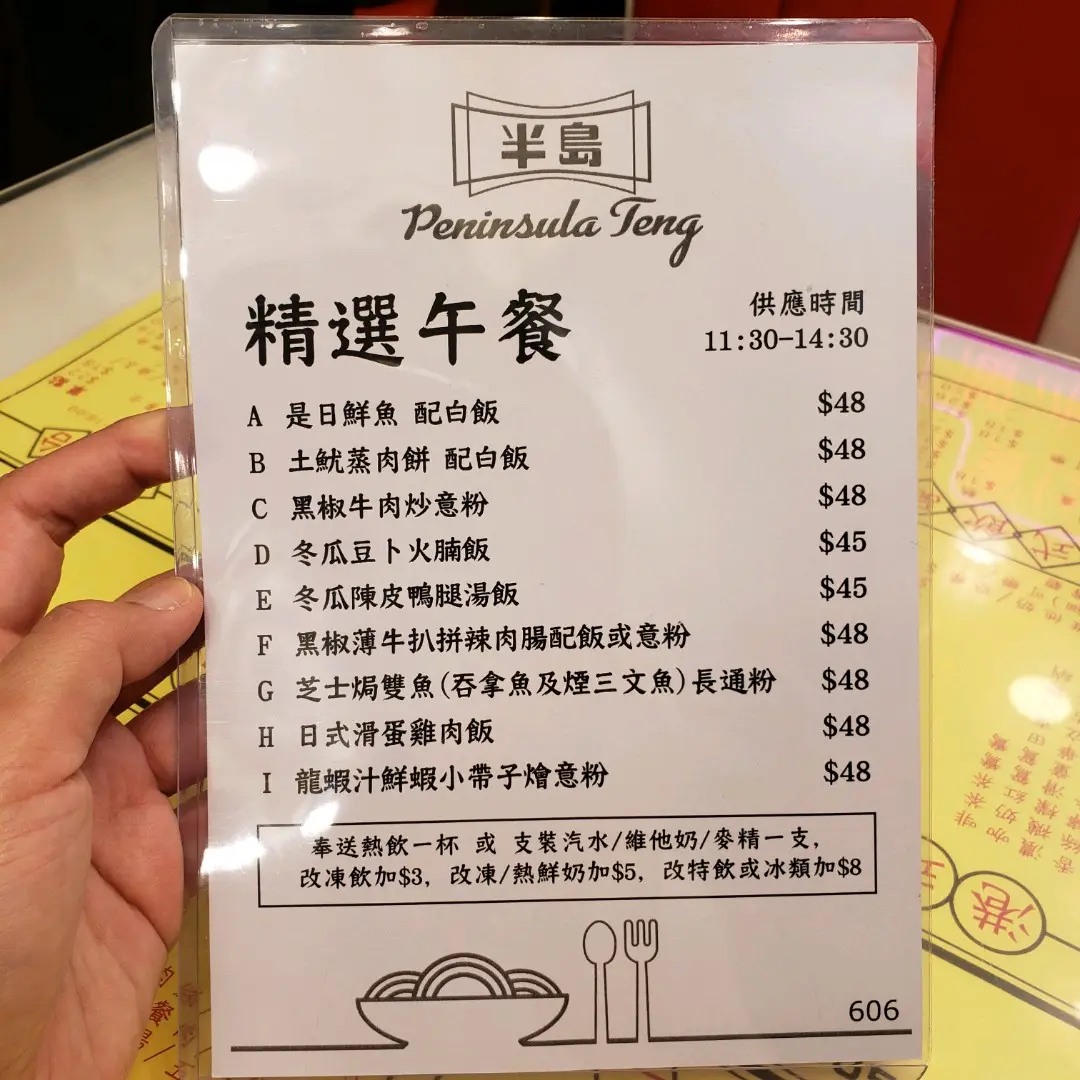 半島
Peninsula Teng
精選午餐
供應時間
11:30-14:30
A 是日鮮魚 配白飯 $48
B 土魷蒸肉餅 配白飯 $48
C 黑椒牛肉炒意粉 $48
D 冬瓜豆卜火腩飯 $45
E 冬瓜陳皮鴨腿湯飯 $45
F 黑椒薄牛扒拼辣肉腸配飯或意粉 $48
G 芝士焗雙魚(吞拿魚及煙三文魚)長通粉 $48
H 日式滑蛋雞肉飯 $48
I 龍蝦汁鮮蝦小帶子燴意粉 $48
奉送熱飲一杯 或 支裝汽水/維他奶/麥精一支,
改凍飲加$3, 改凍/熱鮮奶加$5, 改特飲或冰類加$8
606
港